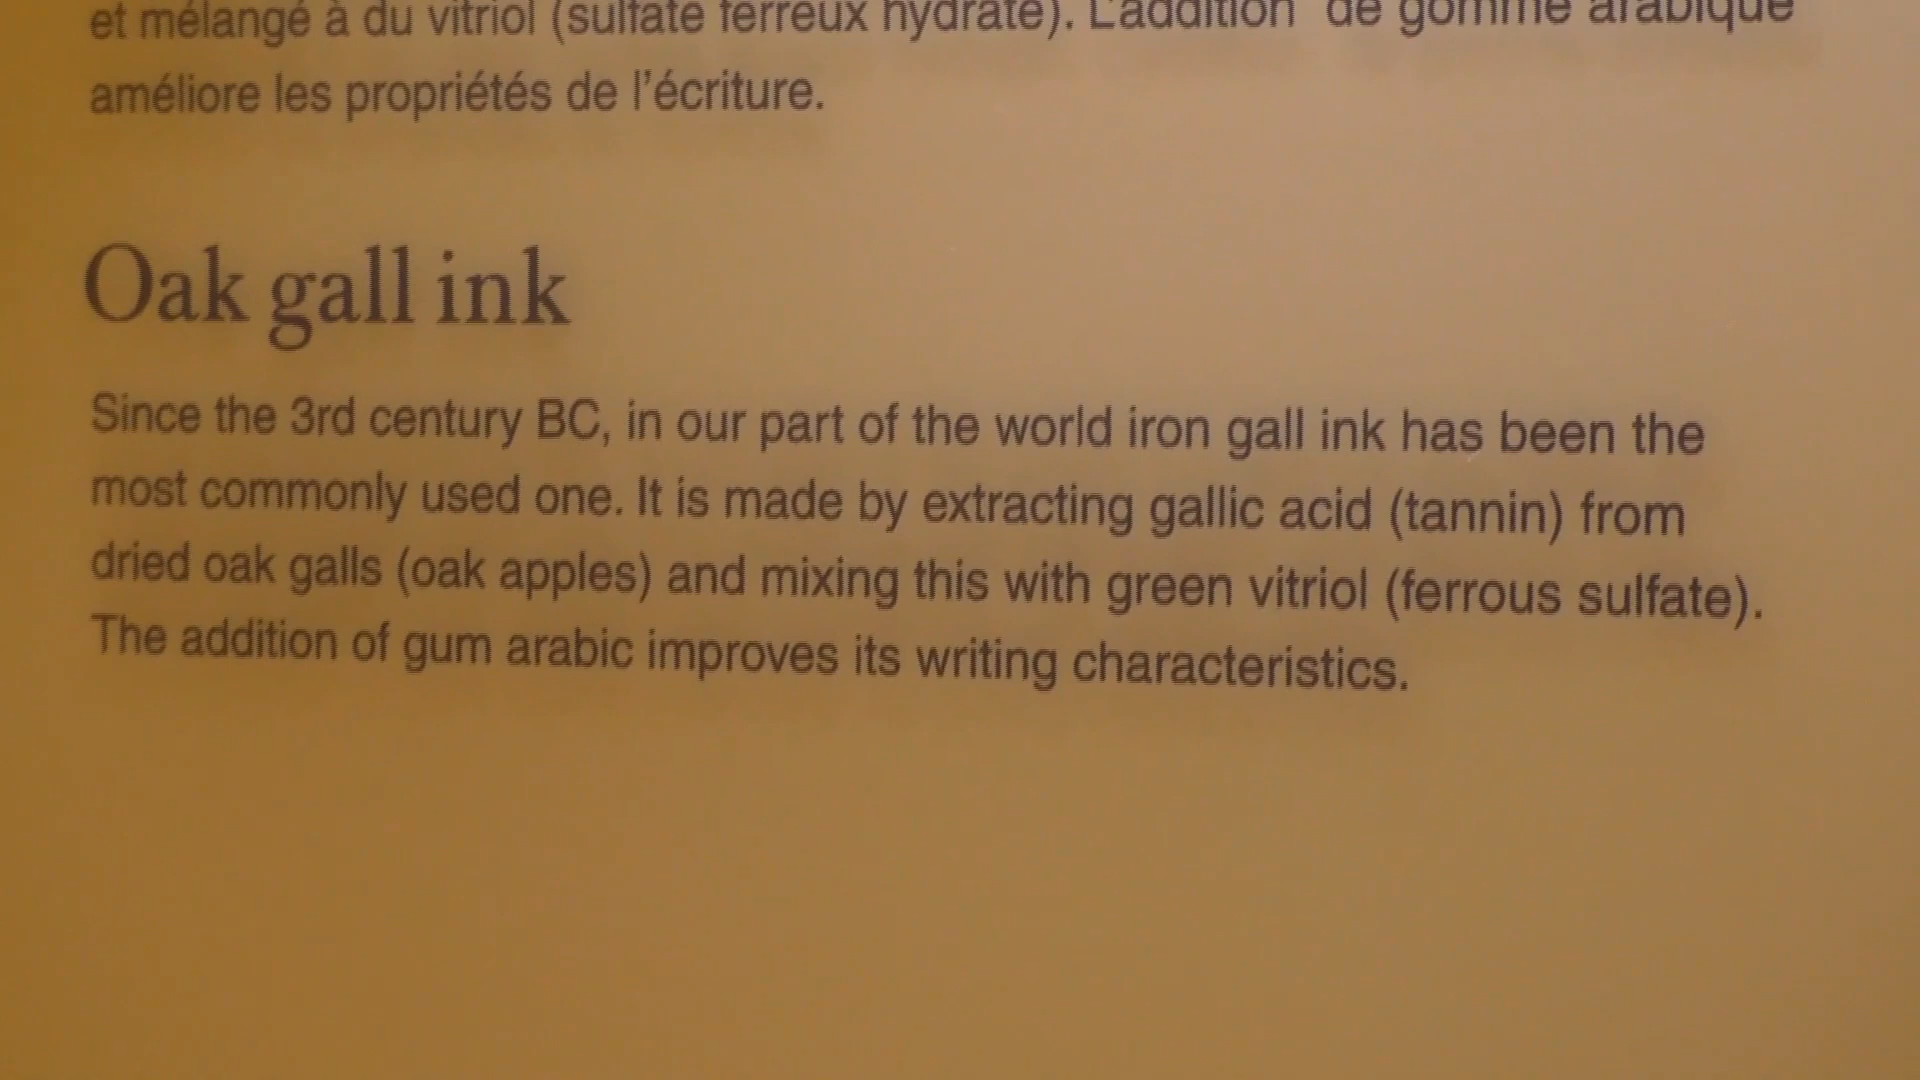 et mélangé à du vitriol (sulfate ferreux hydraté). L'addition de gomme arabique
améliore les propriétés de l'écriture.
Oak gall ink
Since the 3rd century BC, in our part of the world iron gall ink has been the
most commonly used one. It is made by extracting gallic acid (tannin) from
dried oak galls (oak apples) and mixing this with green vitriol (ferrous sulfate).
The addition of gum arabic improves its writing characteristics.